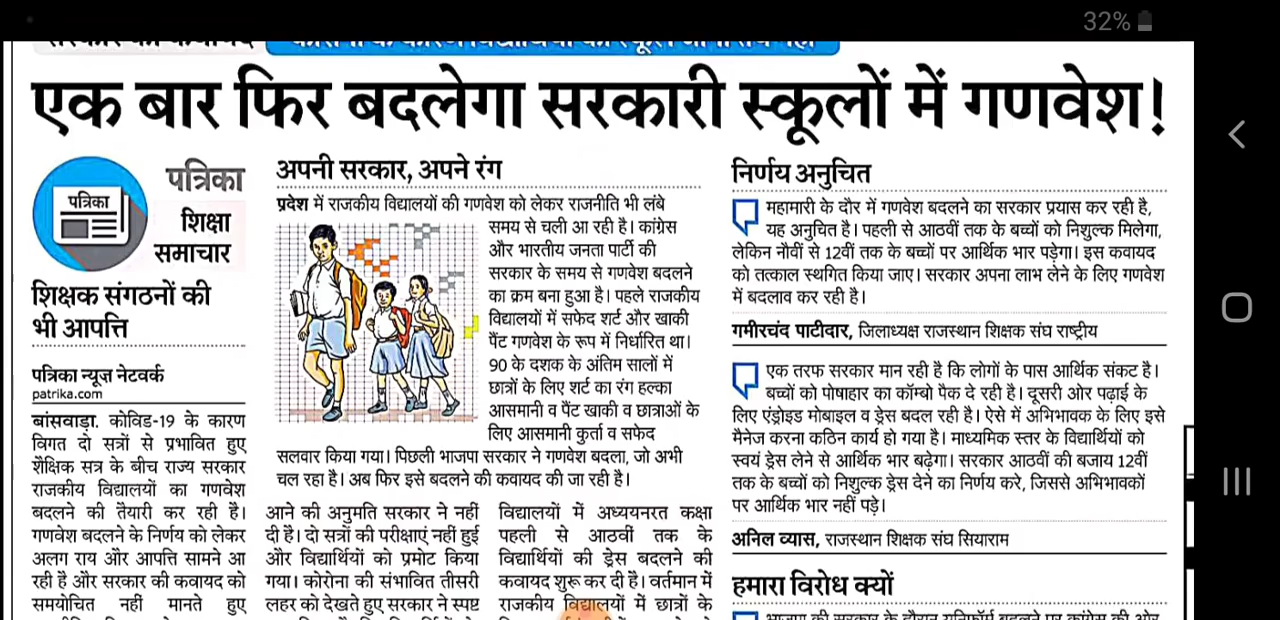 32%
एक बार फिर बदलेगा सरकारी स्कूलों में गणवेश!
पत्रिका
पत्रिका
शिक्षा
समाचार
शिक्षक संगठनों की
भी आपत्ति
पत्रिका न्यूज नेटवर्क
patrika.com
बांसवाड़ा. कोविड-19 के कारण
विगत दो सत्रों से प्रभावित हुए
शैक्षिक सत्र के बीच राज्य सरकार
राजकीय विद्यालयों का गणवेश
बदलने की तैयारी कर रही है।
गणवेश बदलने के निर्णय को लेकर
अलग राय और आपत्ति सामने आ
रही है और सरकार की कवायद को
समयोचित नहीं मानते हुए
अपनी सरकार, अपने रंग
प्रदेश में राजकीय विद्यालयों की गणवेश को लेकर राजनीति भी लंबे
समय से चली आ रही है। कांग्रेस
और भारतीय जनता पार्टी की
सरकार के समय से गणवेश बदलने
का क्रम बना हुआ है। पहले राजकीय
विद्यालयों में सफेद शर्ट और खाकी
पैंट गणवेश के रूप में निर्धारित था।
90 के दशक के अंतिम सालों में
छात्रों के लिए शर्ट का रंग हल्का
आसमानी व पैंट खाकी व छात्राओं के
लिए आसमानी कुर्ता व सफेद
सलवार किया गया। पिछली भाजपा सरकार ने गणवेश बदला, जो अभी
चल रहा है। अब फिर इसे बदलने की कवायद की जा रही है।
आने की अनुमति सरकार ने नहीं
दी है। दो सत्रों की परीक्षाएं नहीं हुई
और विद्यार्थियों को प्रमोट किया
गया। कोरोना की संभावित तीसरी
लहर को देखते हुए सरकार ने स्पष्ट
विद्यालयों में अध्ययनरत कक्षा
पहली से आठवीं तक के
विद्यार्थियों की ड्रेस बदलने की
कवायद शुरू कर दी है। वर्तमान में
राजकीय विद्यालयों में छात्रों के
निर्णय अनुचित
महामारी के दौर में गणवेश बदलने का सरकार प्रयास कर रही है,
यह अनुचित है। पहली से आठवीं तक के बच्चों को निशुल्क मिलेगा,
लेकिन नौवीं से 12वीं तक के बच्चों पर आर्थिक भार पड़ेगा। इस कवायद
को तत्काल स्थगित किया जाए। सरकार अपना लाभ लेने के लिए गणवेश
में बदलाव कर रही है।
गमीरचंद पाटीदार, जिलाध्यक्ष राजस्थान शिक्षक संघ राष्ट्रीय
एक तरफ सरकार मान रही है कि लोगों के पास आर्थिक संकट है।
बच्चों को पोषाहार का कॉम्बो पैक दे रही है। दूसरी ओर पढ़ाई के
लिए एंड्रोइड मोबाइल व ड्रेस बदल रही है। ऐसे में अभिभावक के लिए इसे
मैनेज करना कठिन कार्य हो गया है। माध्यमिक स्तर के विद्यार्थियों को
स्वयं ड्रेस लेने से आर्थिक भार बढ़ेगा। सरकार आठवीं की बजाय 12वीं
तक के बच्चों को निशुल्क ड्रेस देने का निर्णय करे, जिससे अभिभावकों
पर आर्थिक भार नहीं पड़े।
अनिल व्यास, राजस्थान शिक्षक संघ सियाराम
हमारा विरोध क्यों